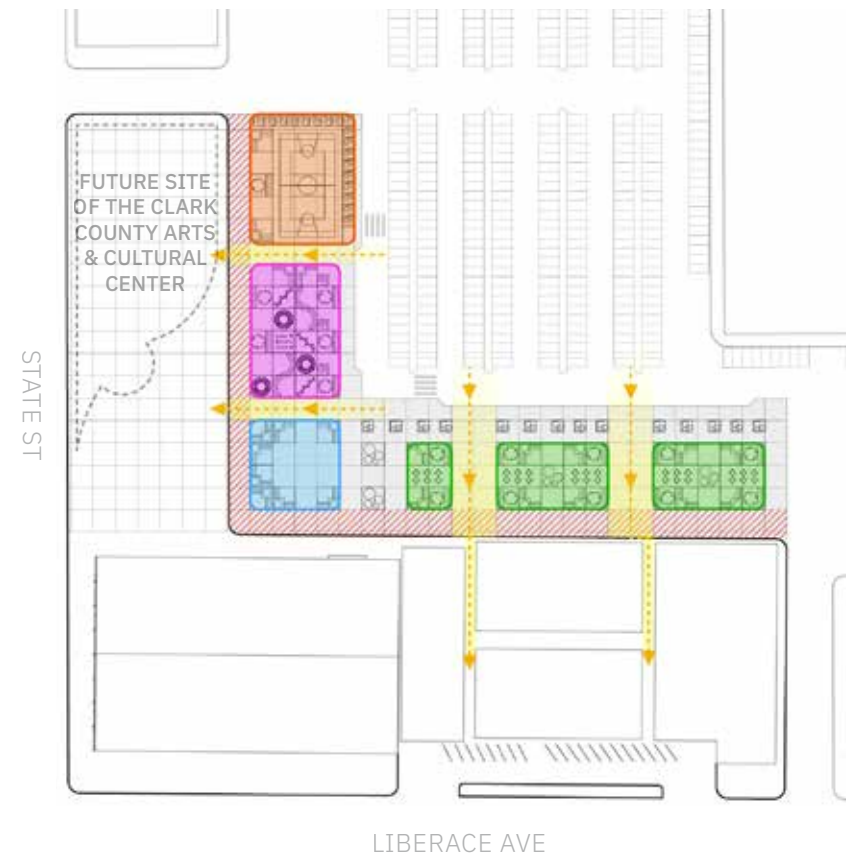 FUTURE SITE
OF THE CLARK
COUNTY ARTS
& CULTURAL
CENTER
STATE ST
LIBERACE AVE